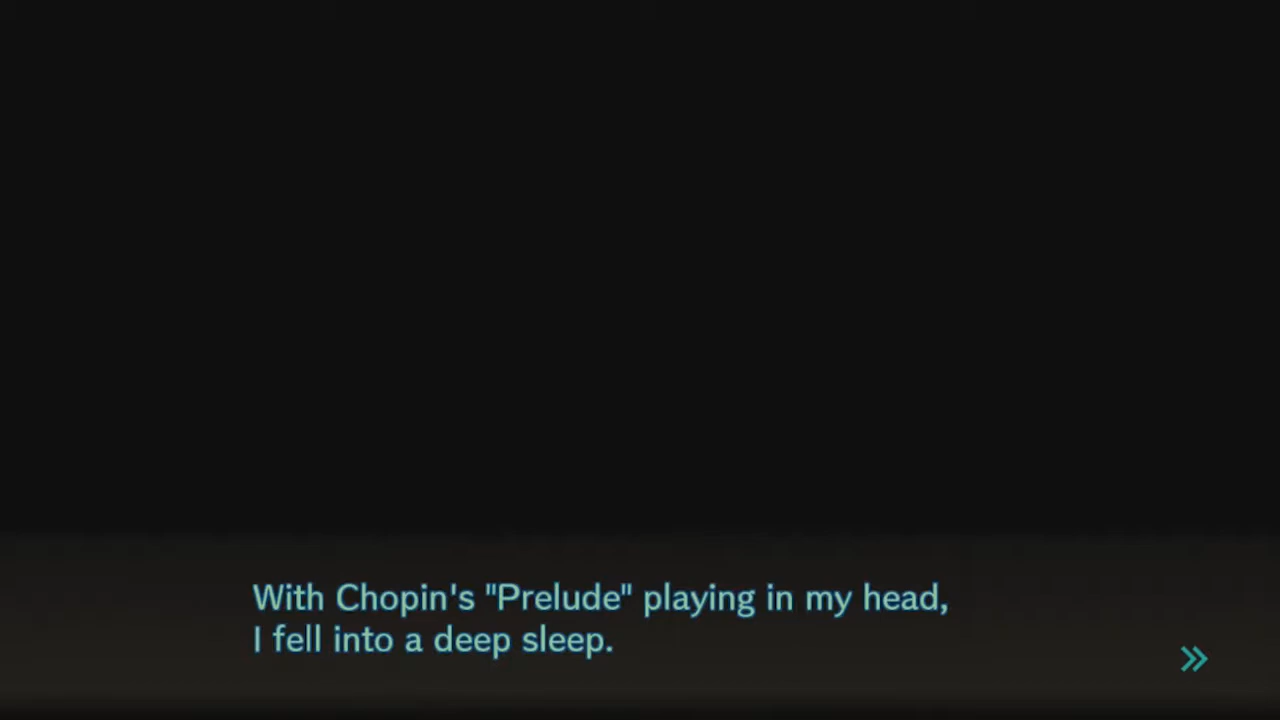 With Chopin's "Prelude" playing in my head,
I fell into a deep sleep.